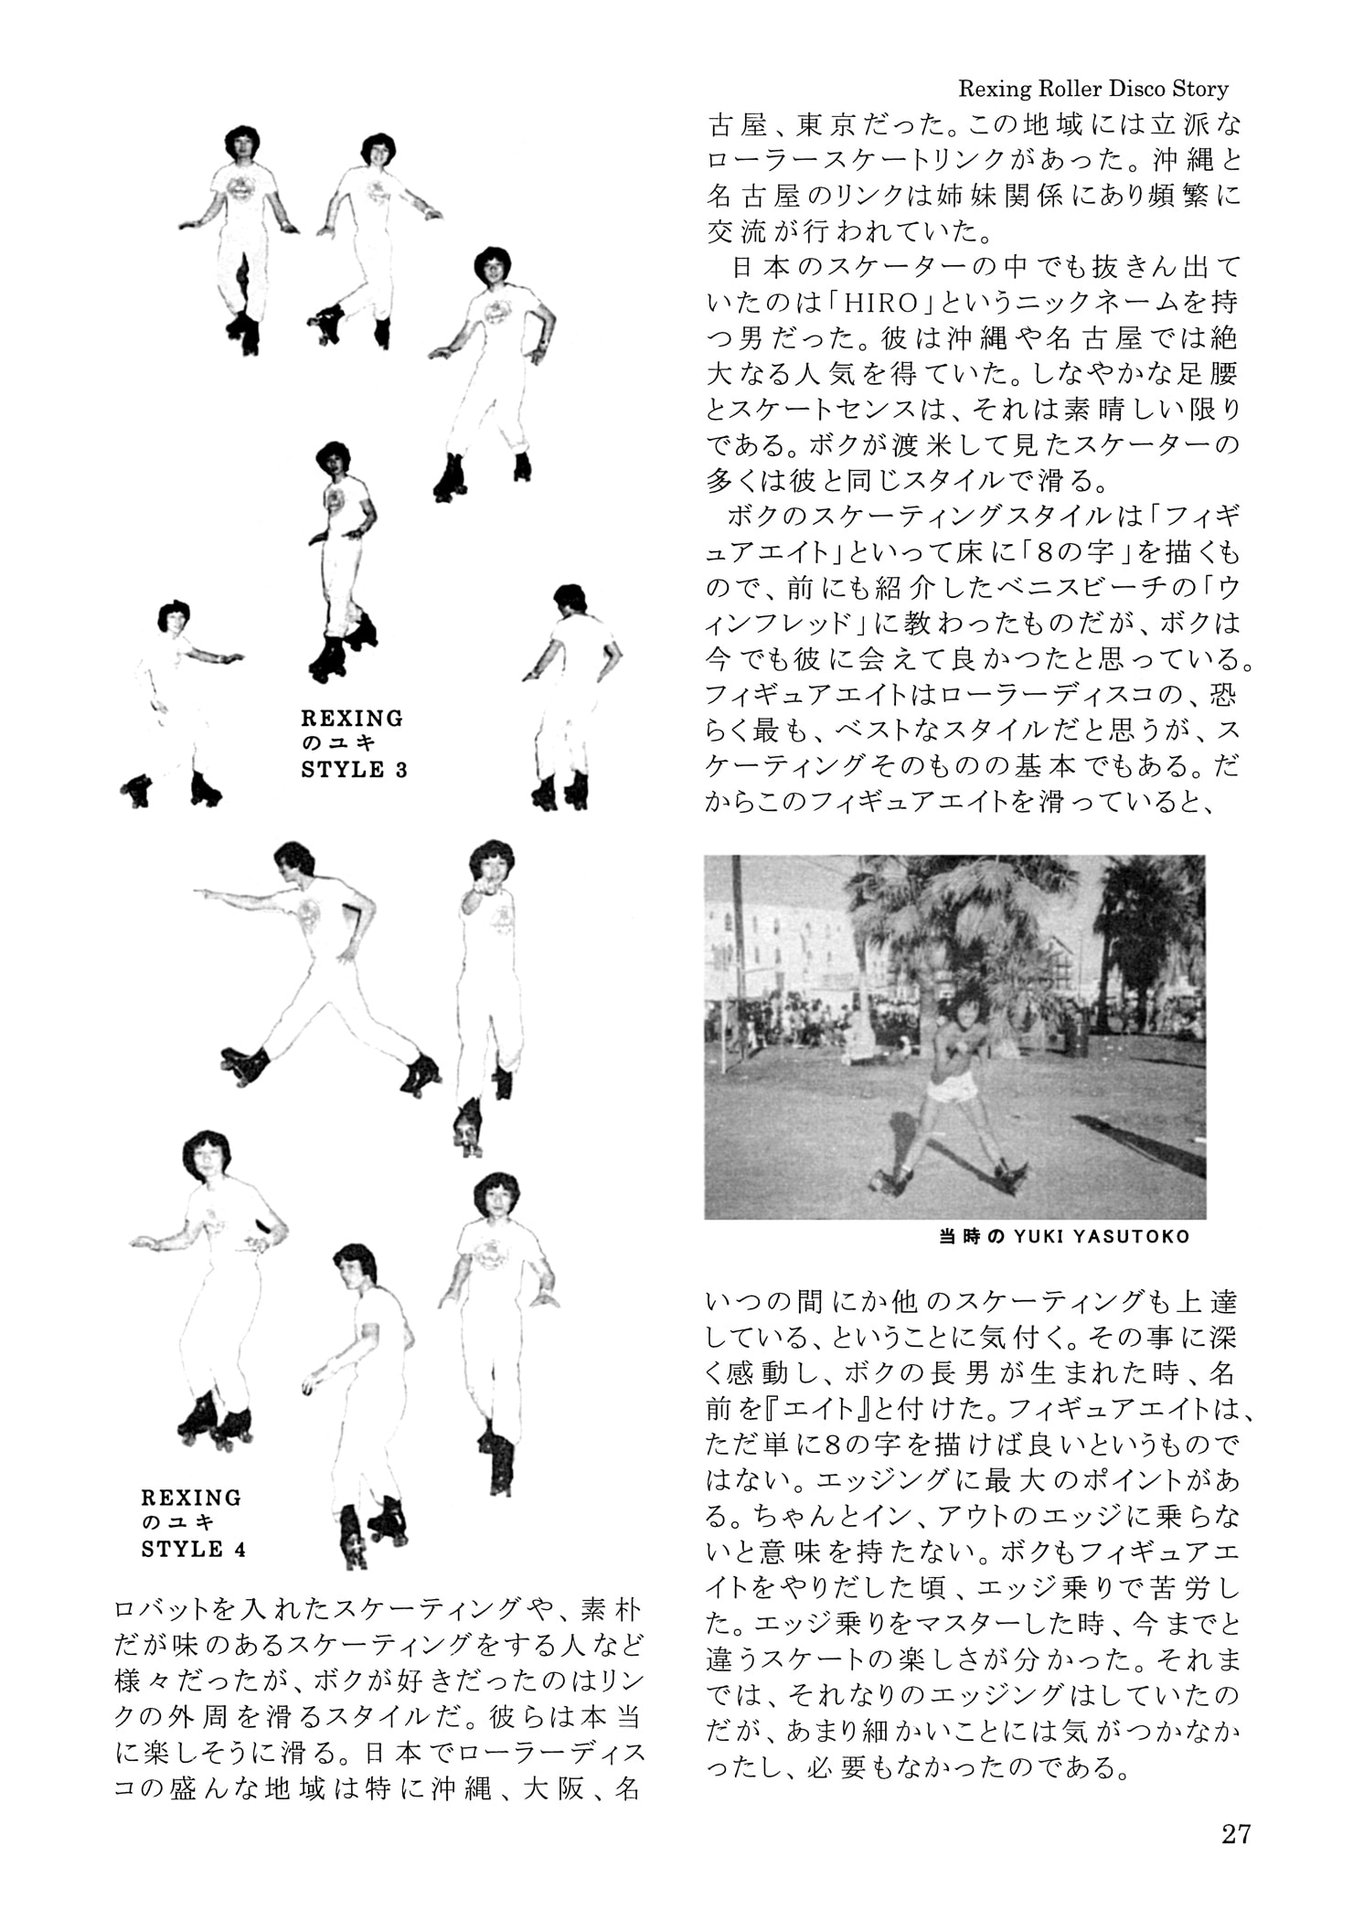 Rexing Roller Disco Story
REXING
のユキ
STYLE 3
REXING
のユキ
STYLE 4
ロバットを入れたスケーティングや、素朴
だが味のあるスケーティングをする人など
様々だったが、ボクが好きだったのはリン
クの外周を滑るスタイルだ。彼らは本当
に楽しそうに滑る。日本でローラーディス
コの盛んな地域は特に沖縄、大阪、名
古屋、東京だった。この地域には立派な
ローラースケートリンクがあった。沖縄と
名古屋のリンクは姉妹関係にあり頻繁に
交流が行われていた。
日本のスケーターの中でも抜きん出て
いたのは「HIRO」というニックネームを持
つ男だった。彼は沖縄や名古屋では絶
大なる人気を得ていた。しなやかな足腰
とスケートセンスは、それは素晴しい限り
である。ボクが渡米して見たスケーターの
多くは彼と同じスタイルで滑る。
ボクのスケーティングスタイルは「フィギ
ュアエイト」といって床に「8の字」を描くも
ので、前にも紹介したベニスビーチの「ウ
ィンフレッド」に教わったものだが、ボクは
今でも彼に会えて良かつたと思っている。
フィギュアエイトはローラーディスコの、恐
らく最も、ベストなスタイルだと思うが、ス
ケーティングそのものの基本でもある。だ
からこのフィギュアエイトを滑っていると、
当時の YUKI YASUTOKO
いつの間にか他のスケーティングも上達
している、ということに気付く。その事に深
く感動し、ボクの長男が生まれた時、名
前を『エイト』と付けた。フィギュアエイトは、
ただ単に8の字を描けば良いというもので
はない。エッジングに最大のポイントがあ
る。ちゃんとイン、アウトのエッジに乗らな
いと意味を持たない。ボクもフィギュアエ
イトをやりだした頃、エッジ乗りで苦労し
た。エッジ乗りをマスターした時、今までと
違うスケートの楽しさが分かった。それま
では、それなりのエッジングはしていたの
だが、あまり細かいことには気がつかなか
ったし、必要もなかったのである。
27